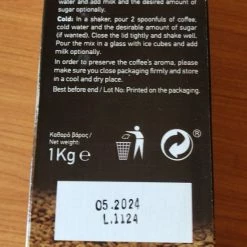 water and add milk and the desired amount of
sugar optionally.
Cold: In a shaker, pour 2 spoonfuls of coffee,
cold water and the desirable amount of sugar
(if wanted). Close the lid tightly and shake well.
Pour the mix in a glass with ice cubes and add
milk optionally.
In order to preserve the coffee's aroma, please
make sure you close packaging firmly and store
in a cool and dry place.
Best before end / Lot No: Printed on the packaging.
Καθαρό βάρος /
Net weight:
1Kg ℮
®
05.2024
L.1124